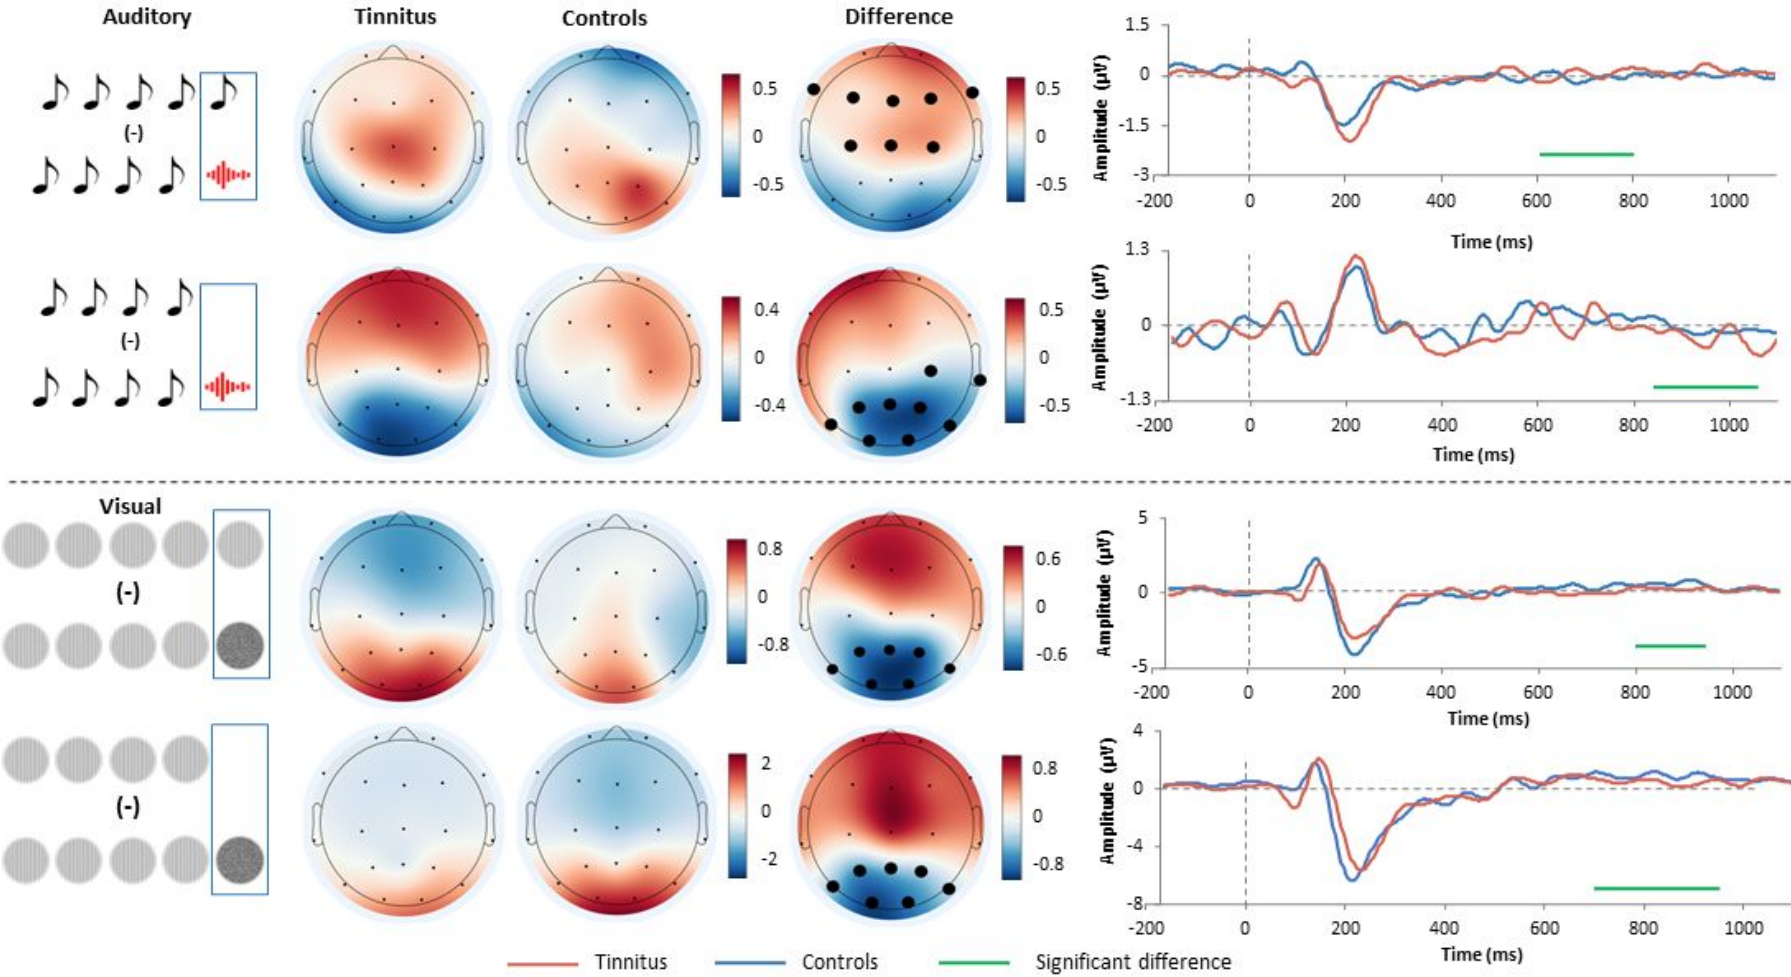 Auditory Tinnitus Controls Difference
(-)
0.5
0
-0.5
0.5
0
-0.5
Amplitude (µV)
1.5
0
-1.5
-3
-200 0 200 400 600 800 1000
Time (ms)
(-)
0.4
0
-0.4
0.5
0
-0.5
Amplitude (µV)
1.3
0
-1.3
-200 0 200 400 600 800 1000
Time (ms)
Visual
(-)
0.8
0
-0.8
0.6
0
-0.6
Amplitude (µV)
5
0
-5
-200 0 200 400 600 800 1000
Time (ms)
(-)
2
0
-2
0.8
0
-0.8
Amplitude (µV)
4
0
-4
-8
-200 0 200 400 600 800 1000
Time (ms)
Tinnitus Controls Significant difference